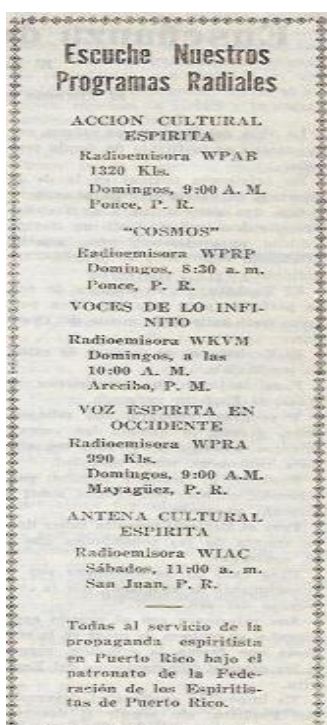 Escuche Nuestros
Programas Radiales
ACCION CULTURAL
ESPIRITA
Radioemisora WPAB
1320 Kls.
Domingos, 9:00 A. M.
Ponce, P. R.
"COSMOS"
Radioemisora WPRP
Domingos, 8:30 a. m.
Ponce, P. R.
VOCES DE LO INFI-
NITO
Radioemisora WKVM
Domingos, a las
10:00 A. M.
Arecibo, P. M.
VOZ ESPIRITA EN
OCCIDENTE
Radioemisora WPRA
990 Kls.
Domingos, 9:00 A.M.
Mayagüez, P. R.
ANTENA CULTURAL
ESPIRITA
Radioemisora WIAC
Sábados, 11:00 a. m.
San Juan, P. R.
Todas al servicio de la
propaganda espiritista
en Puerto Rico bajo el
patronato de la Fede-
ración de los Espiritis-
tas de Puerto Rico.